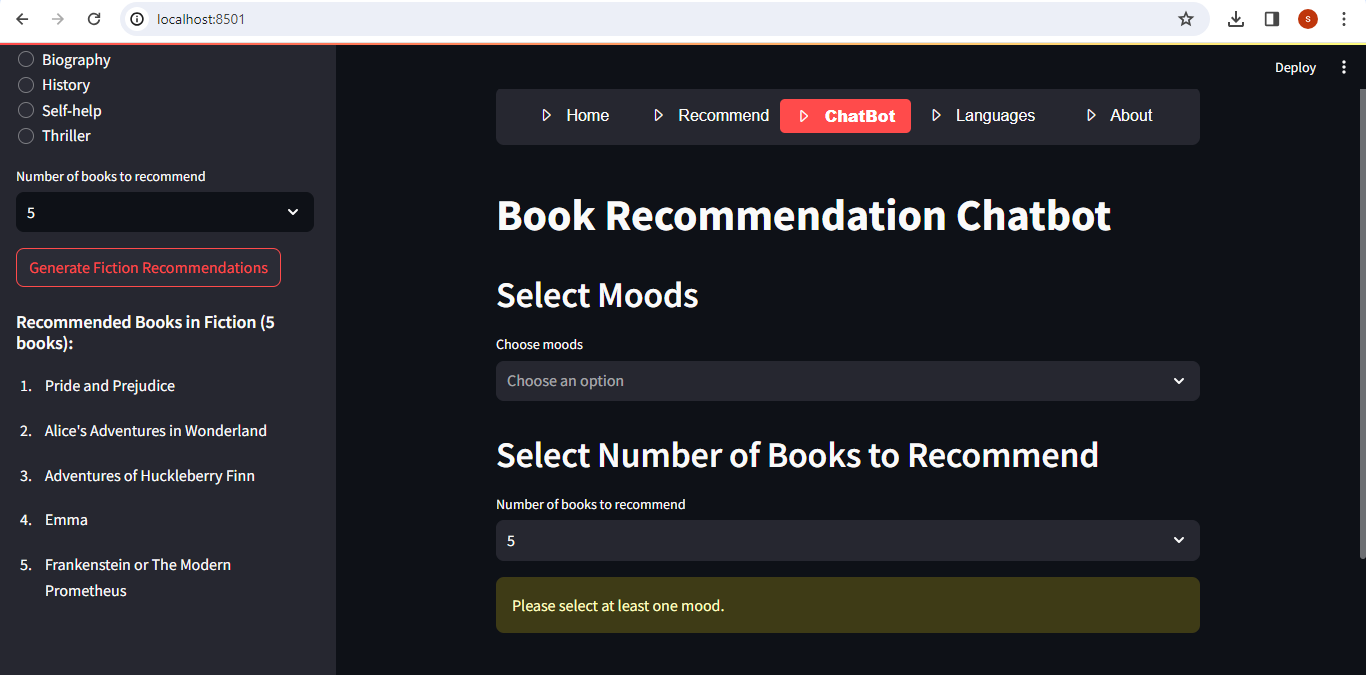 localhost:8501
S
Biography
History
Self-help
Thriller
Number of books to recommend
5
Generate Fiction Recommendations
Recommended Books in Fiction (5
books):
1. Pride and Prejudice
2. Alice's Adventures in Wonderland
3. Adventures of Huckleberry Finn
4. Emma
5. Frankenstein or The Modern
Prometheus
Deploy
Home
Recommend
ChatBot
Languages
About
Book Recommendation Chatbot
Select Moods
Choose moods
Choose an option
Select Number of Books to Recommend
Number of books to recommend
5
Please select at least one mood.